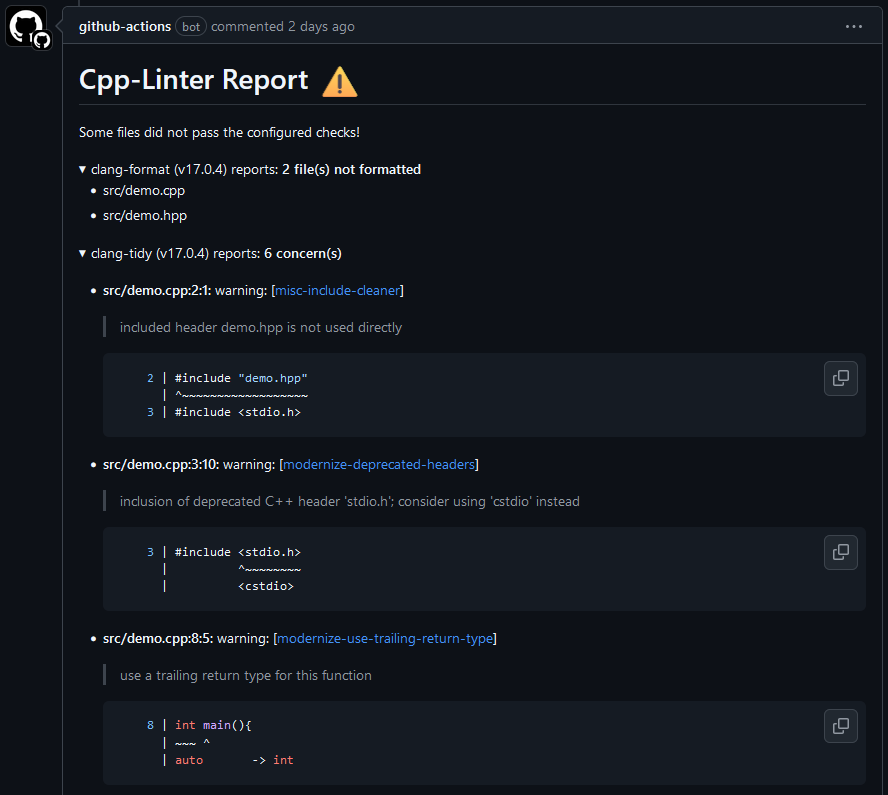 github-actions bot commented 2 days ago
Cpp-Linter Report
Some files did not pass the configured checks!
clang-format (v17.0.4) reports: 2 file(s) not formatted
src/demo.cpp
src/demo.hpp
clang-tidy (v17.0.4) reports: 6 concern(s)
src/demo.cpp:2:1: warning: [misc-include-cleaner]
included header demo.hpp is not used directly
2 | #include "demo.hpp"
| ^~~~~~~~~~~~~~~~~~~
3 | #include <stdio.h>
src/demo.cpp:3:10: warning: [modernize-deprecated-headers]
inclusion of deprecated C++ header 'stdio.h'; consider using 'cstdio' instead
3 | #include <stdio.h>
|          ^~~~~~~~~
|          <cstdio>
src/demo.cpp:8:5: warning: [modernize-use-trailing-return-type]
use a trailing return type for this function
8 | int main(){
| ~~~ ^
| auto       -> int